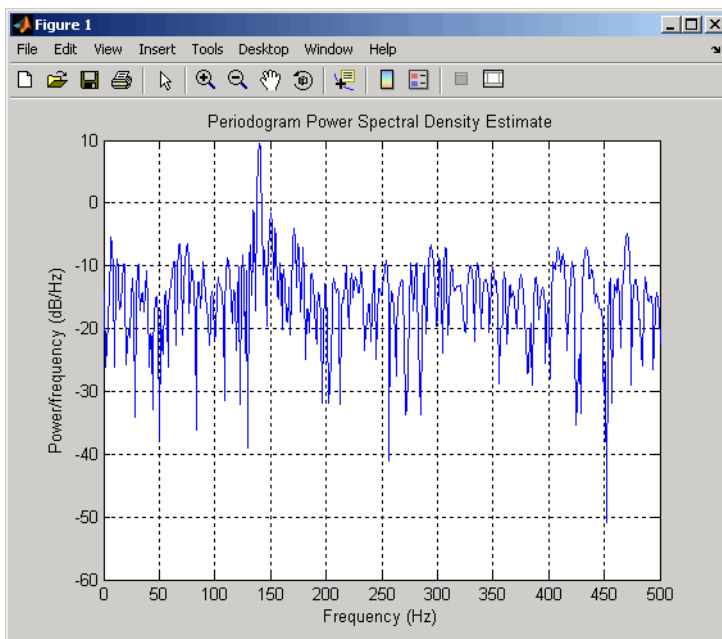 Figure 1
File Edit View Insert Tools Desktop Window Help
Periodogram Power Spectral Density Estimate
10
0
-10
-20
-30
-40
-50
-60
Power/frequency (dB/Hz)
0 50 100 150 200 250 300 350 400 450 500
Frequency (Hz)